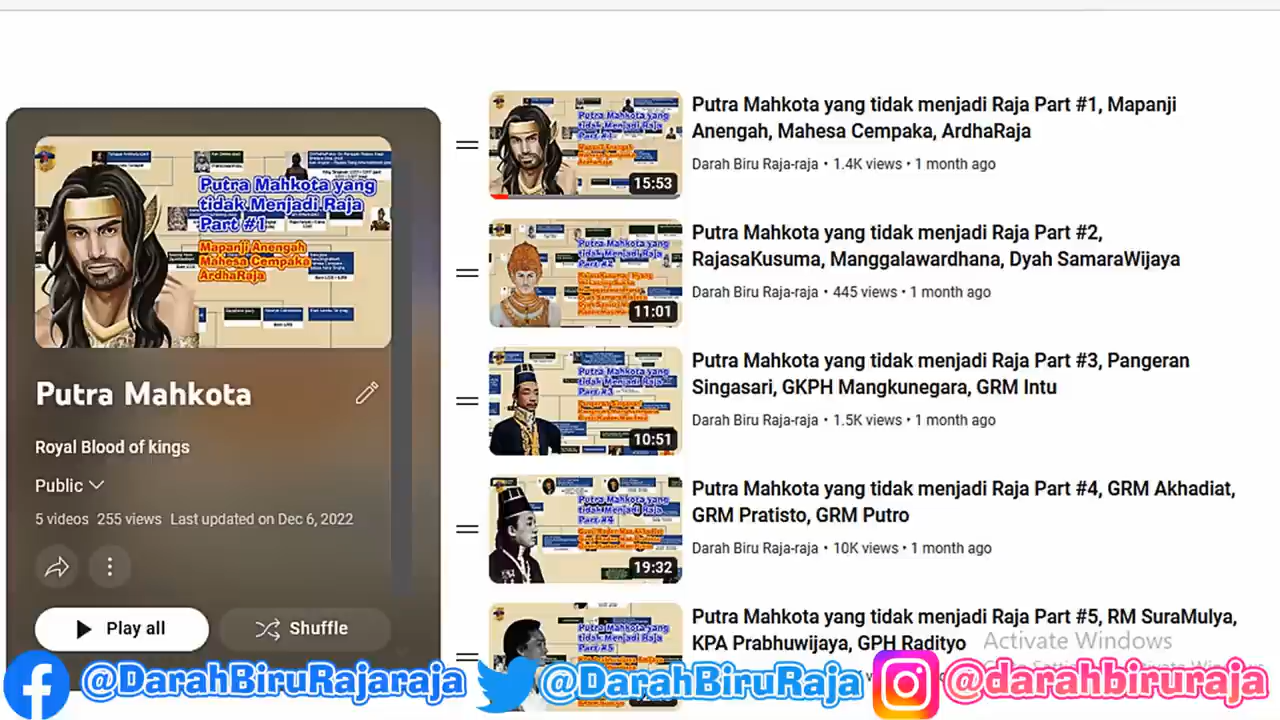 Putra Mahkota yang
tidak Menjadi Raja
Part #1
Mapanji Anengah
Mahesa Cempaka
ArdhaRaja
Putra Mahkota
Royal Blood of kings
Public
5 videos 255 views Last updated on Dec 6, 2022
Play all
Shuffle
15:53
Putra Mahkota yang tidak menjadi Raja Part #1, Mapanji
Anengah, Mahesa Cempaka, ArdhaRaja
Darah Biru Raja-raja • 1.4K views • 1 month ago
11:01
Putra Mahkota yang tidak menjadi Raja Part #2,
RajasaKusuma, Manggalawardhana, Dyah SamaraWijaya
Darah Biru Raja-raja • 445 views • 1 month ago
10:51
Putra Mahkota yang tidak menjadi Raja Part #3, Pangeran
Singasari, GKPH Mangkunegara, GRM Intu
Darah Biru Raja-raja • 1.5K views • 1 month ago
19:32
Putra Mahkota yang tidak menjadi Raja Part #4, GRM Akhadiat,
GRM Pratisto, GRM Putro
Darah Biru Raja-raja • 10K views • 1 month ago
Putra Mahkota yang tidak menjadi Raja Part #5, RM SuraMulya,
KPA Prabhuwijaya, GPH Radityo
Activate Windows
@DarahBiruRajaraja
@DarahBiruRaja
@darahbiruraja